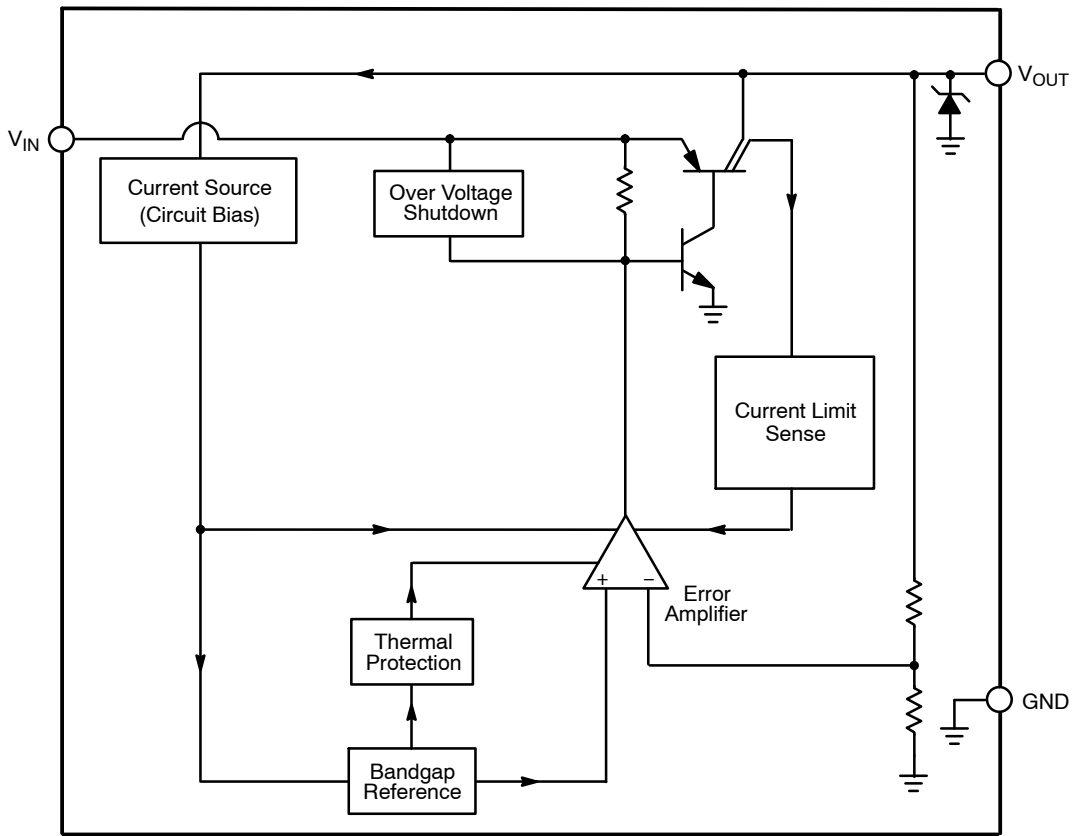 V_OUT
V_IN
Current Source
(Circuit Bias)
Over Voltage
Shutdown
Current Limit
Sense
+
−
Error
Amplifier
Thermal
Protection
GND
Bandgap
Reference